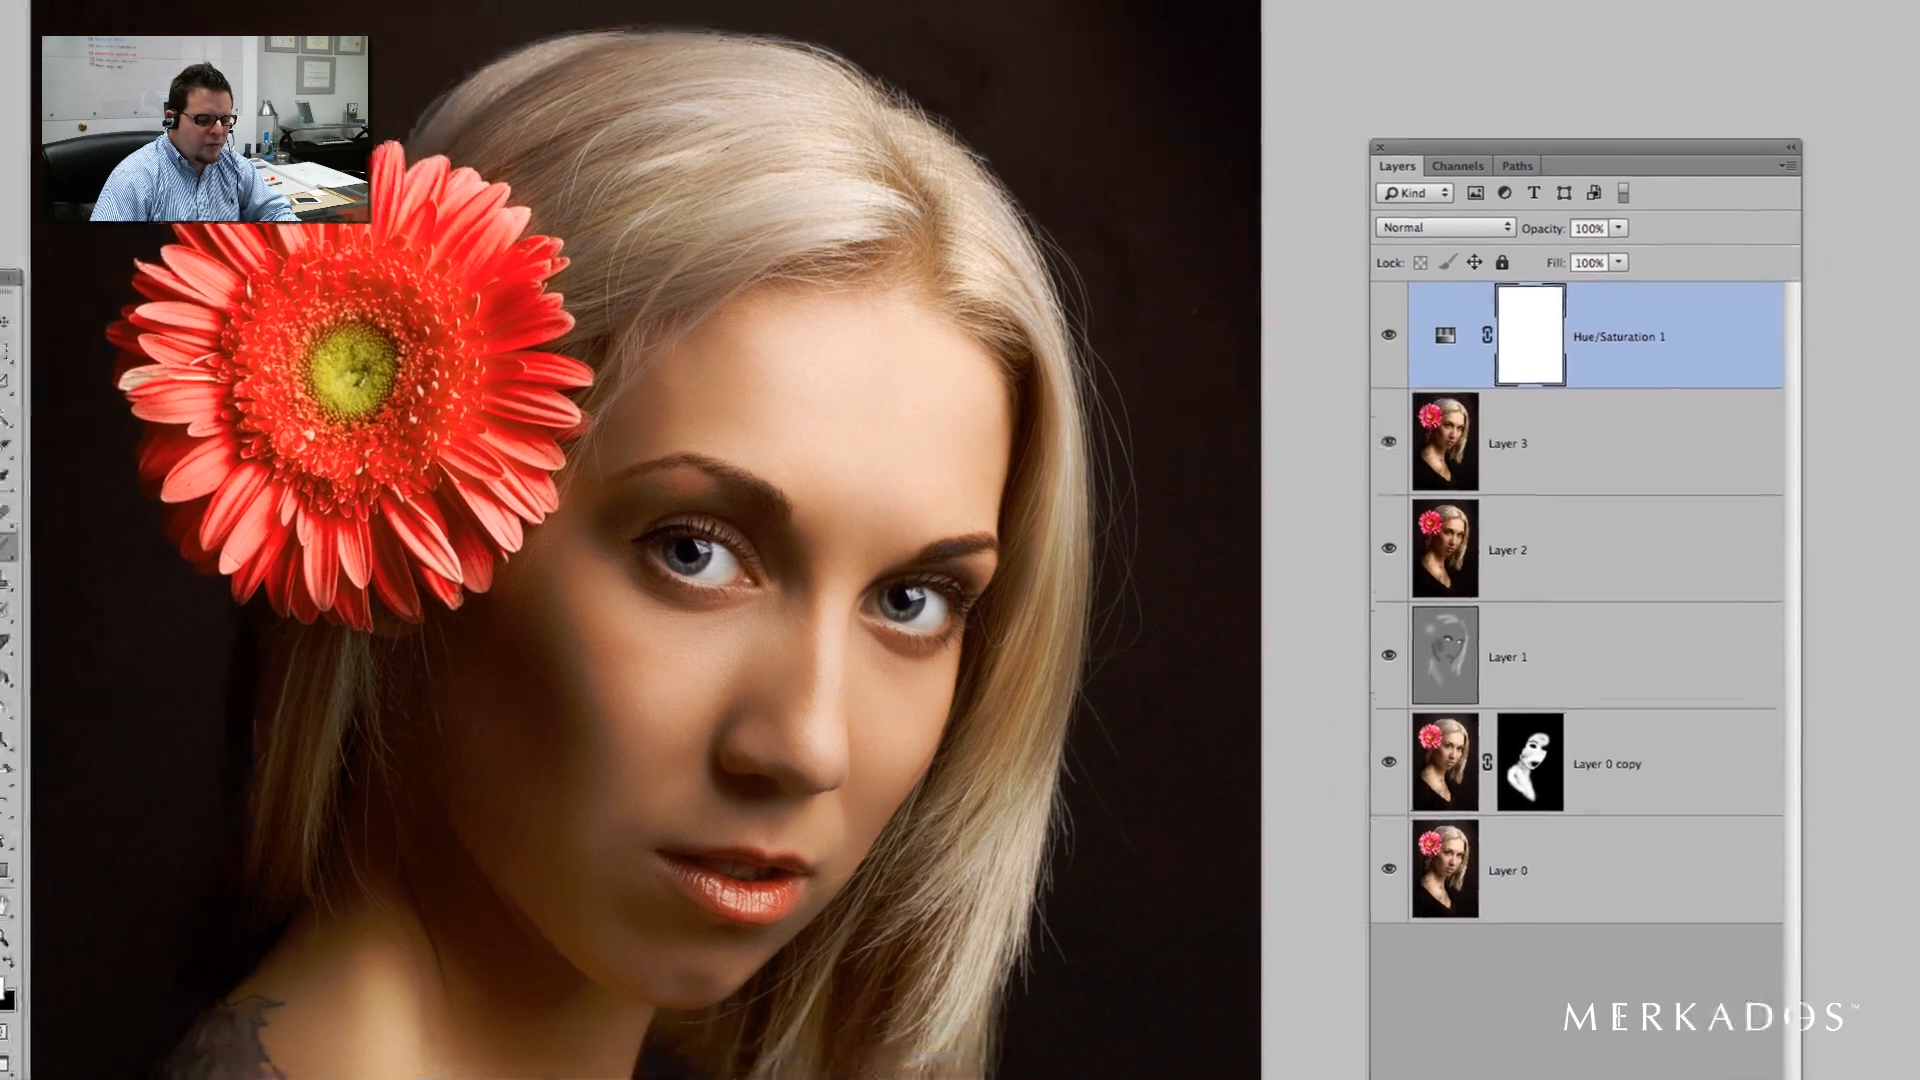 Layers Channels Paths
Kind
Normal Opacity: 100%
Lock: Fill: 100%
Hue/Saturation 1
Layer 3
Layer 2
Layer 1
Layer 0 copy
Layer 0
MERKADOS™